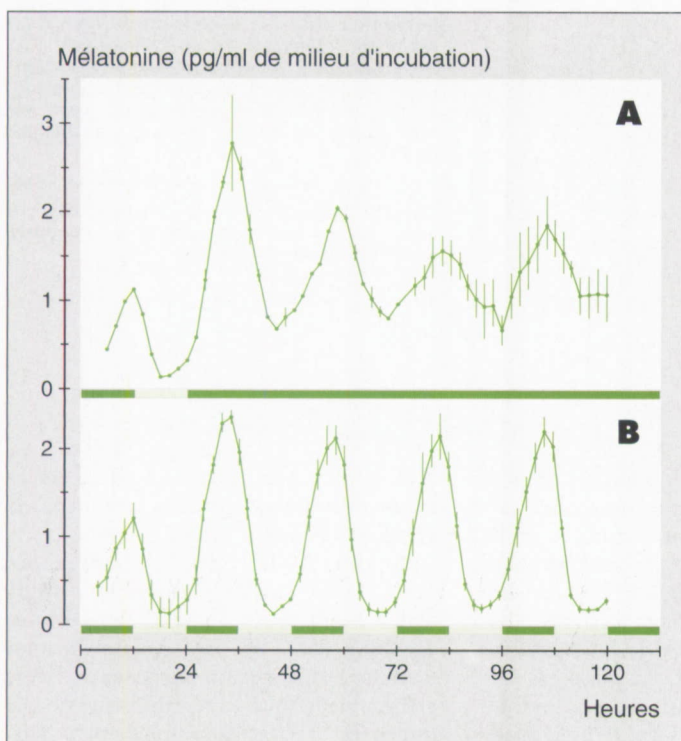 Mélatonine (pg/ml de milieu d'incubation)
A
3
2
1
0
B
2
1
0
0 24 48 72 96 120
Heures